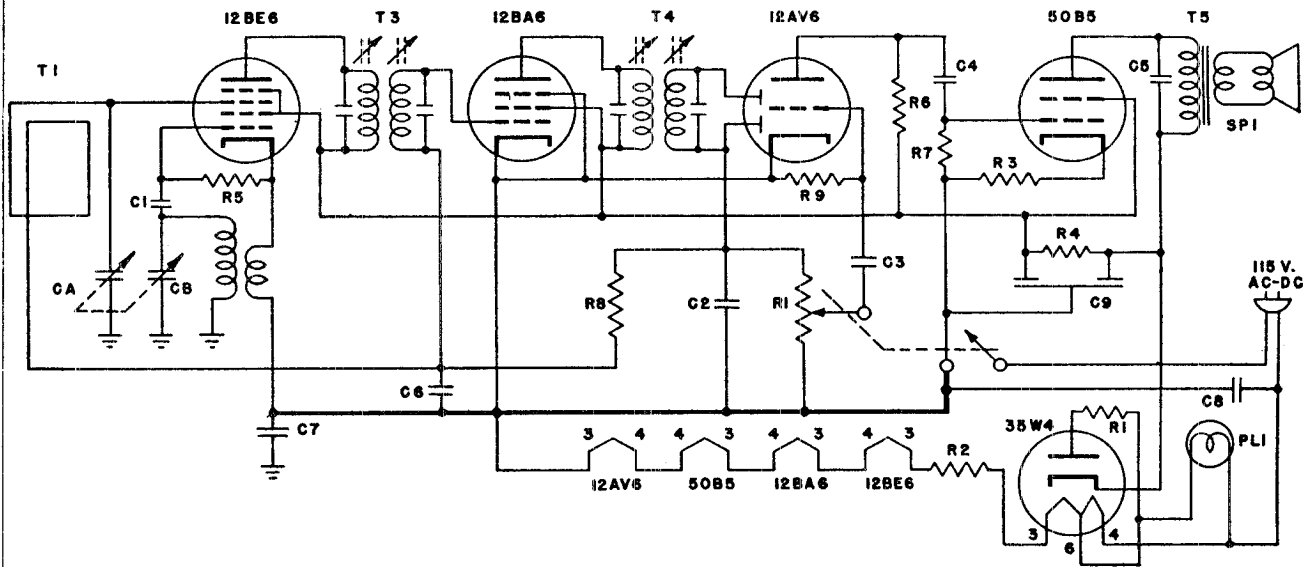 12BE6
T3
12BA6
T4
12AV6
50B5
T5
T1
C4
C5
R6
R7
R3
SP1
R5
R9
C1
R4
115 V.
AC-DC
CA
CB
R8
C2
R1
C3
C9
C6
C8
C7
35W4
R1
PL1
3 4 4 3 4 3 4 3
R2
12AV6 50B5 12BA6 12BE6
3 6 4